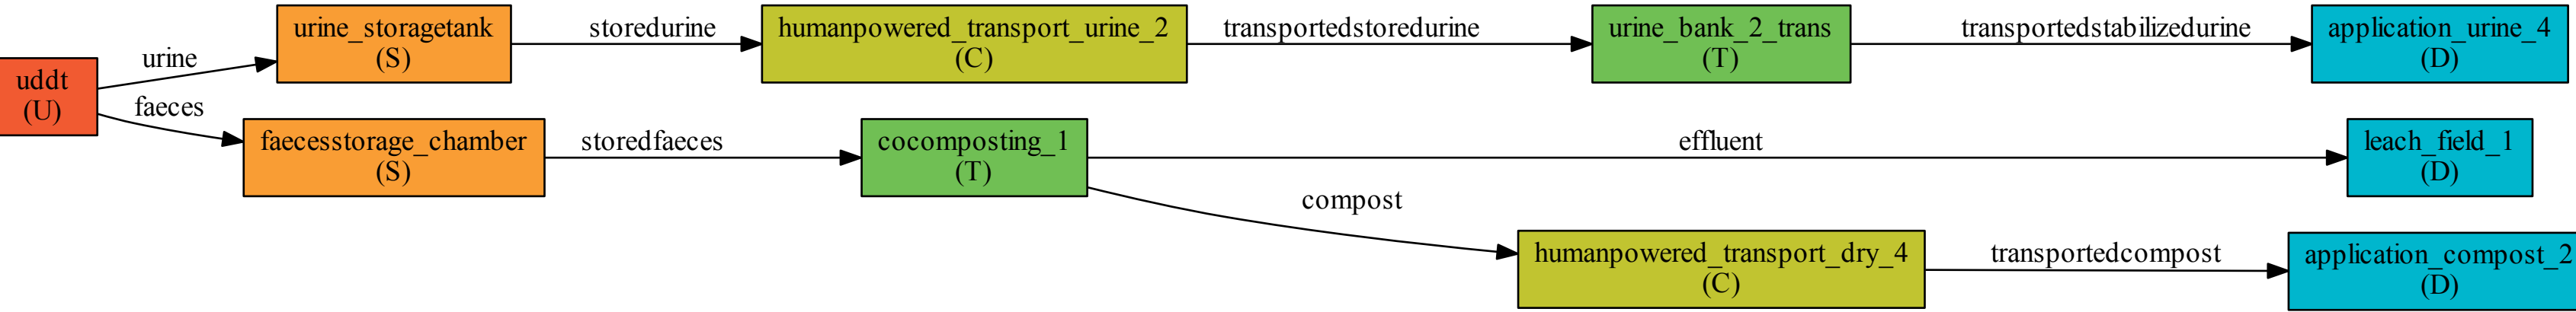 uddt
(U)
urine
faeces
urine_storagetank
(S)
storedurine
humanpowered_transport_urine_2
(C)
transportedstoredurine
urine_bank_2_trans
(T)
transportedstabilizedurine
application_urine_4
(D)
faecesstorage_chamber
(S)
storedfaeces
cocomposting_1
(T)
effluent
leach_field_1
(D)
compost
humanpowered_transport_dry_4
(C)
transportedcompost
application_compost_2
(D)